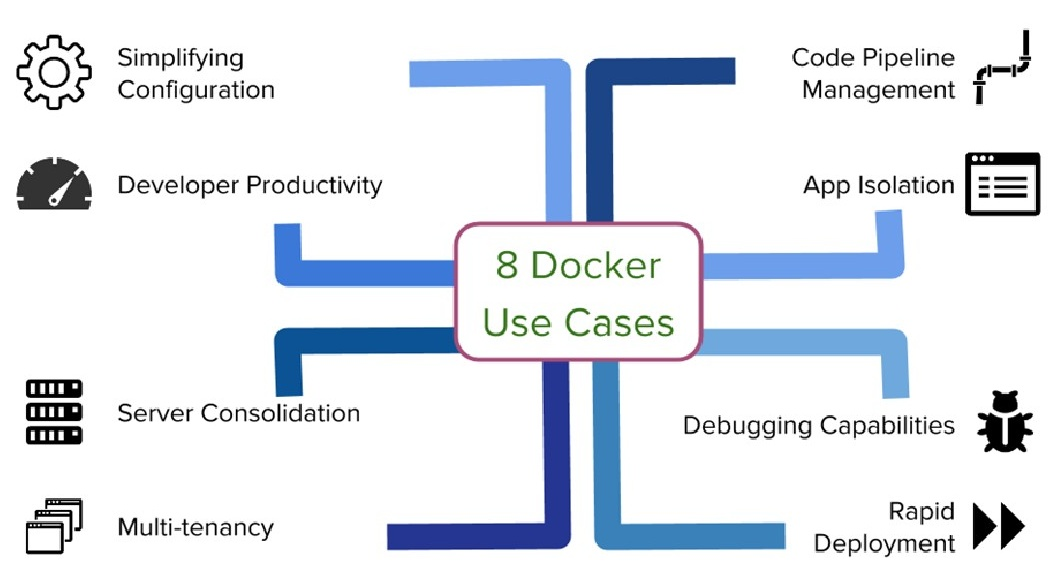 Simplifying
Configuration
Code Pipeline
Management
Developer Productivity
App Isolation
8 Docker
Use Cases
Server Consolidation
Debugging Capabilities
Multi-tenancy
Rapid
Deployment